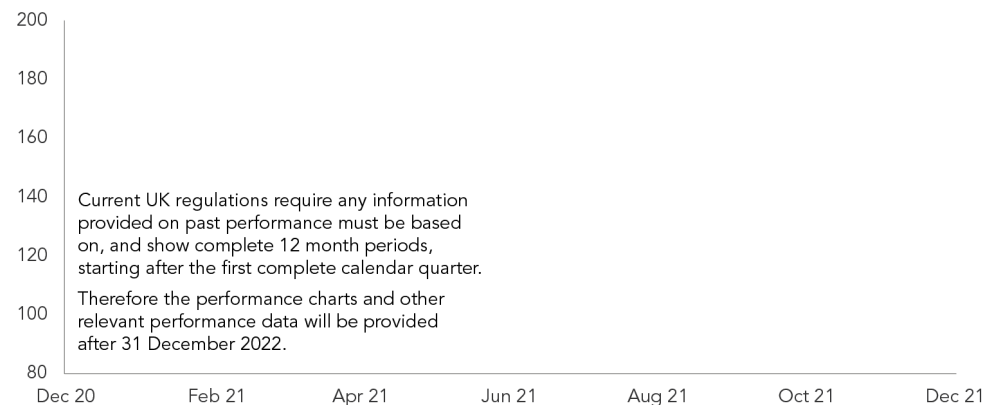 200
180
160
140
120
100
80
Current UK regulations require any information
provided on past performance must be based
on, and show complete 12 month periods,
starting after the first complete calendar quarter.
Therefore the performance charts and other
relevant performance data will be provided
after 31 December 2022.
Dec 20 Feb 21 Apr 21 Jun 21 Aug 21 Oct 21 Dec 21